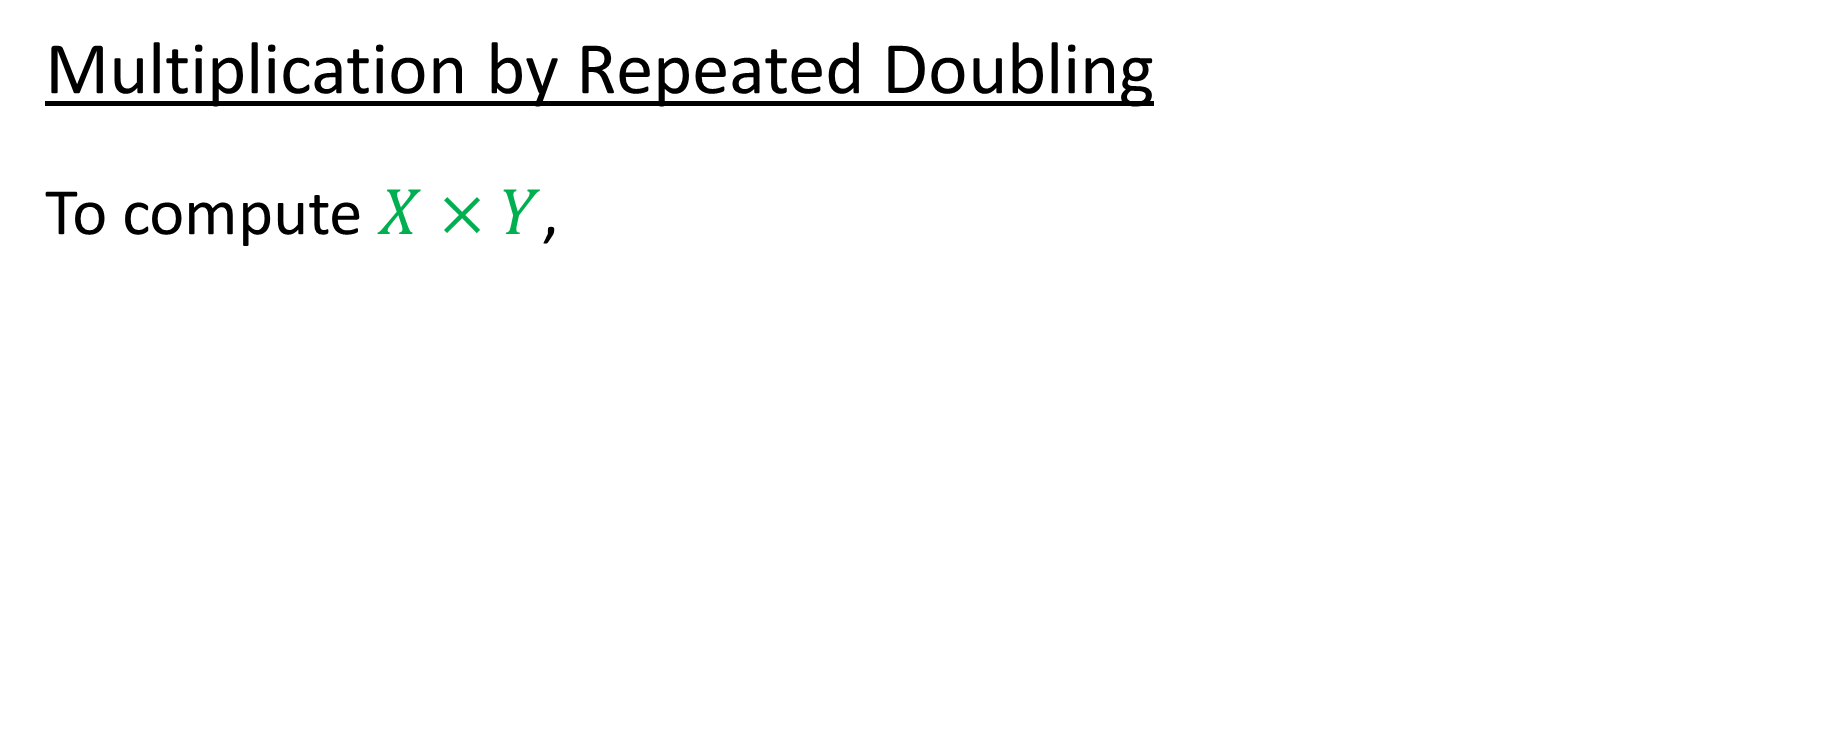 Multiplication by Repeated Doubling
To compute X × Y,